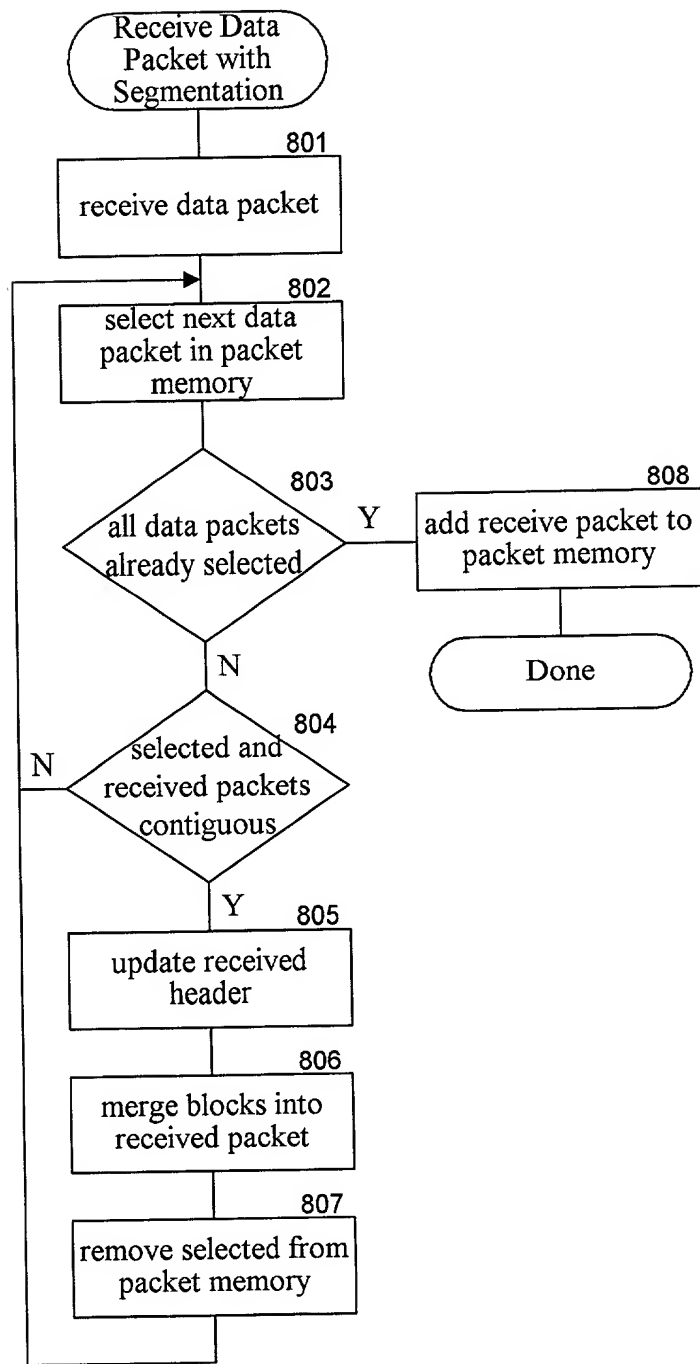 Receive Data
Packet with
Segmentation
801
receive data packet
802
select next data
packet in packet
memory
803
all data packets
already selected
Y
808
add receive packet to
packet memory
Done
N
804
selected and
received packets
contiguous
N
Y
805
update received
header
806
merge blocks into
received packet
807
remove selected from
packet memory